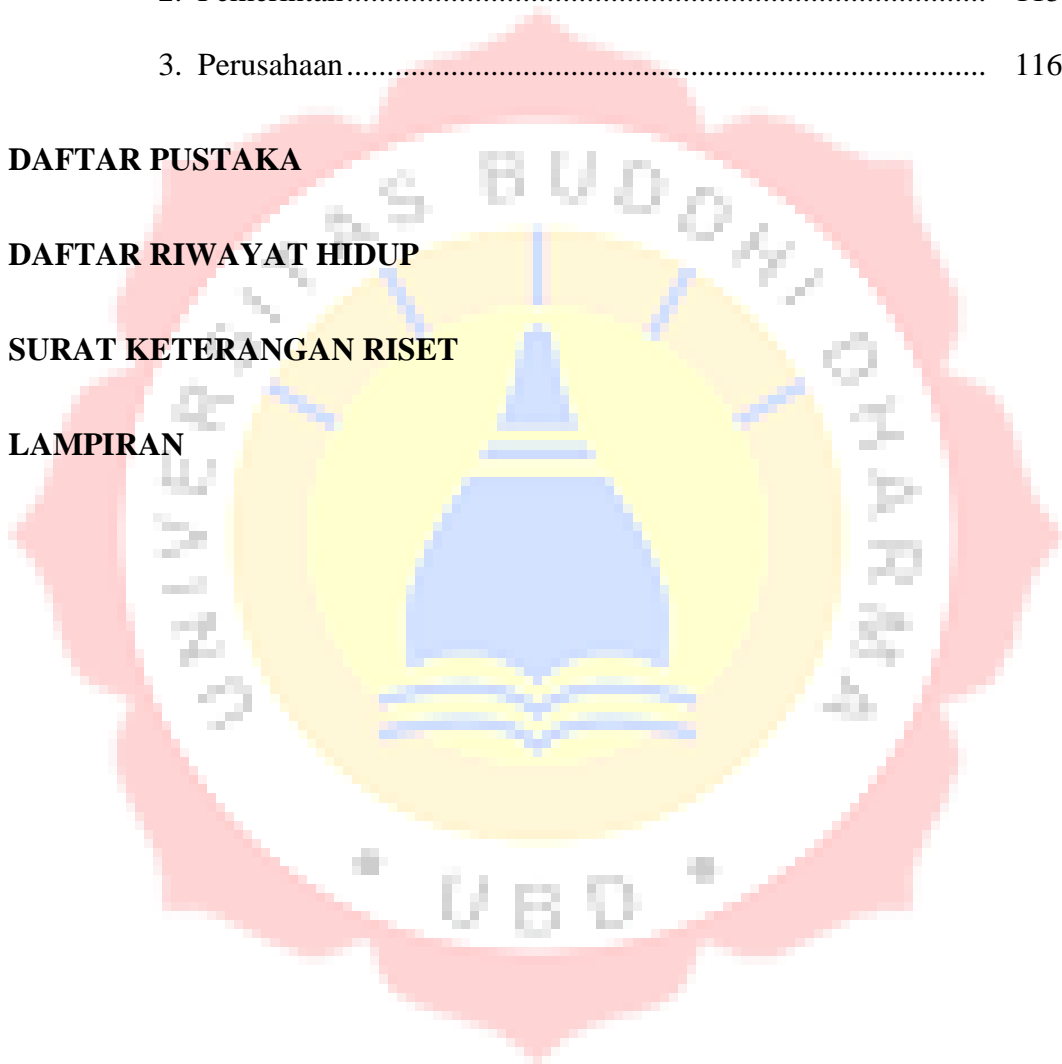 3. Perusahaan ................................................................................ 116
DAFTAR PUSTAKA
DAFTAR RIWAYAT HIDUP
SURAT KETERANGAN RISET
LAMPIRAN
UNIVERSITAS BUDDHI DHARMA
• UBD •